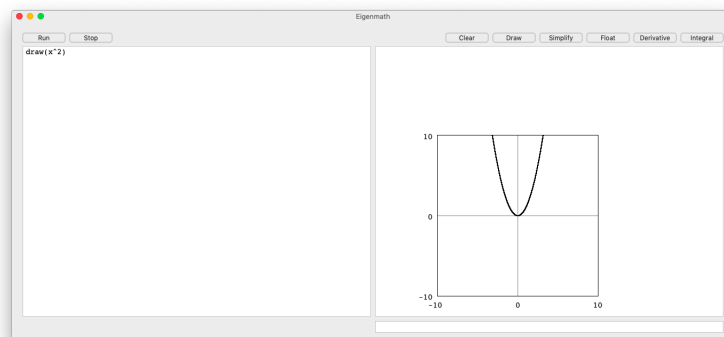 Eigenmath
Run Stop Clear Draw Simplify Float Derivative Integral
draw(x^2)
10
0
-10
-10 0 10